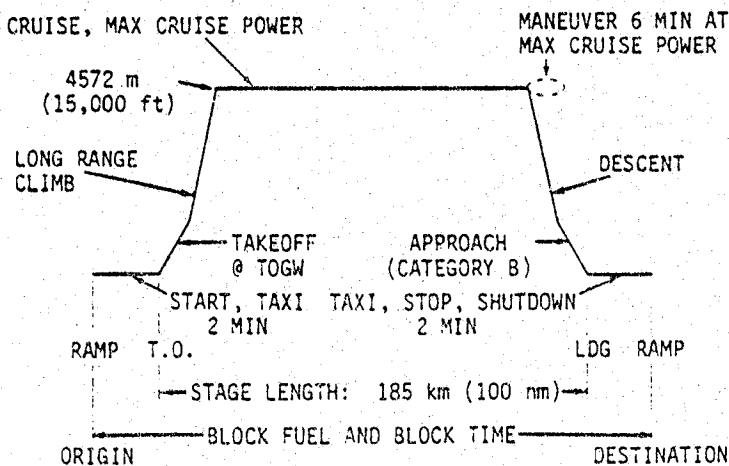 CRUISE, MAX CRUISE POWER
MANEUVER 6 MIN AT
MAX CRUISE POWER
4572 m
(15,000 ft)
LONG RANGE
CLIMB
DESCENT
TAKEOFF
@ TOGW
APPROACH
(CATEGORY B)
START, TAXI
2 MIN
TAXI, STOP, SHUTDOWN
2 MIN
RAMP
T.O.
LDG
RAMP
STAGE LENGTH: 185 km (100 nm)
BLOCK FUEL AND BLOCK TIME
ORIGIN
DESTINATION